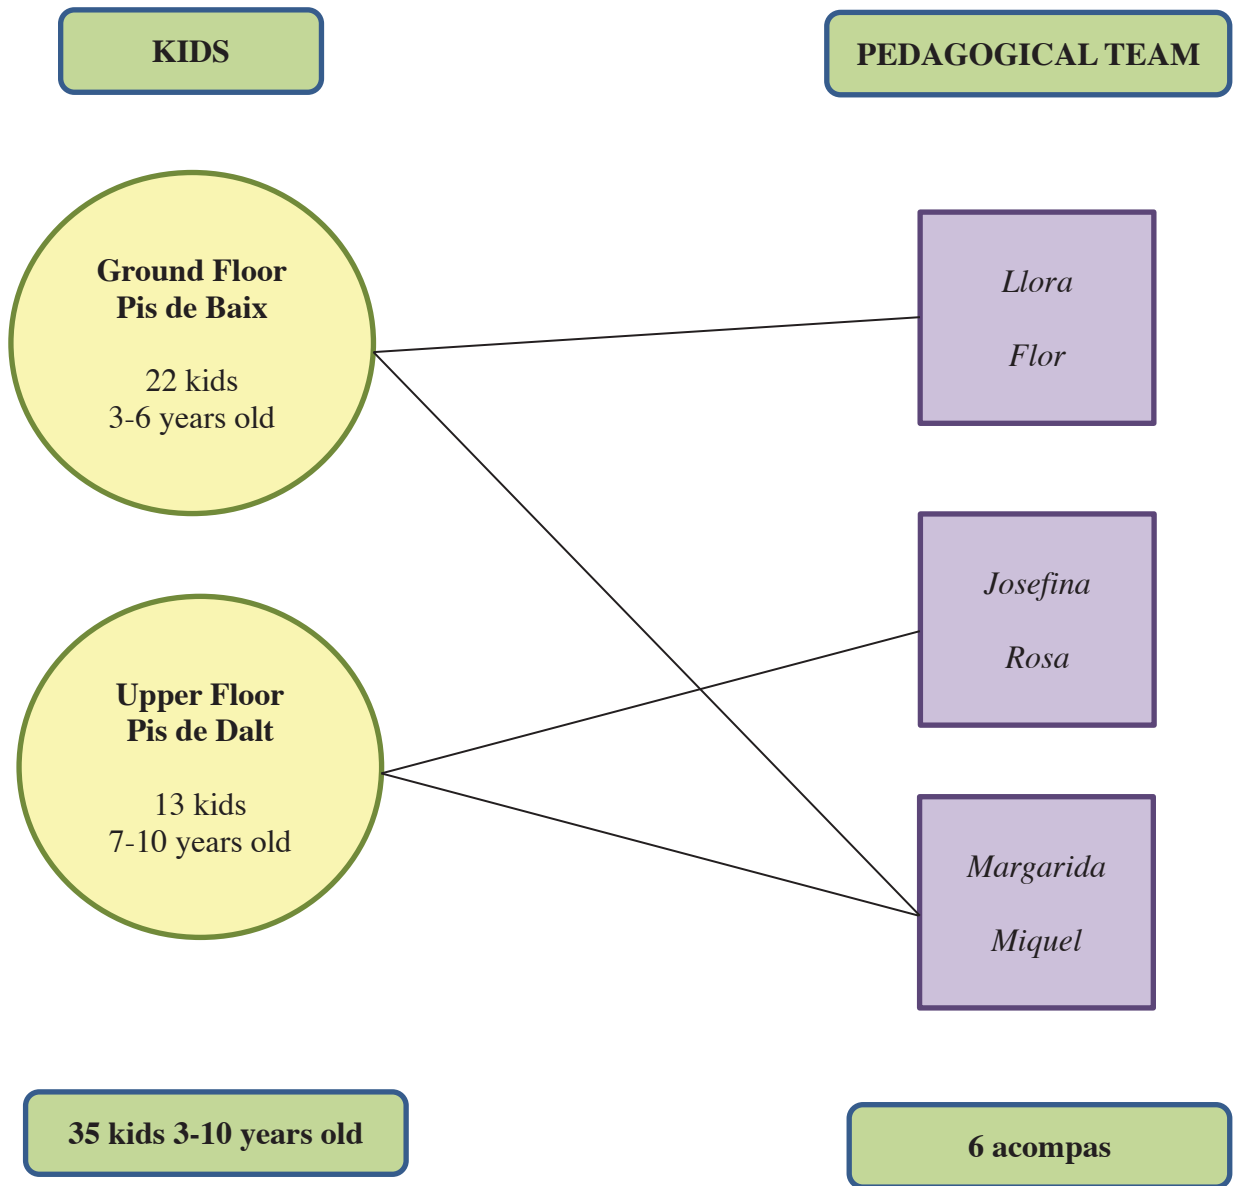 KIDS
PEDAGOGICAL TEAM
Ground Floor
Pis de Baix
22 kids
3-6 years old
Llora
Flor
Josefina
Rosa
Upper Floor
Pis de Dalt
13 kids
7-10 years old
Margarida
Miquel
35 kids 3-10 years old
6 acompas